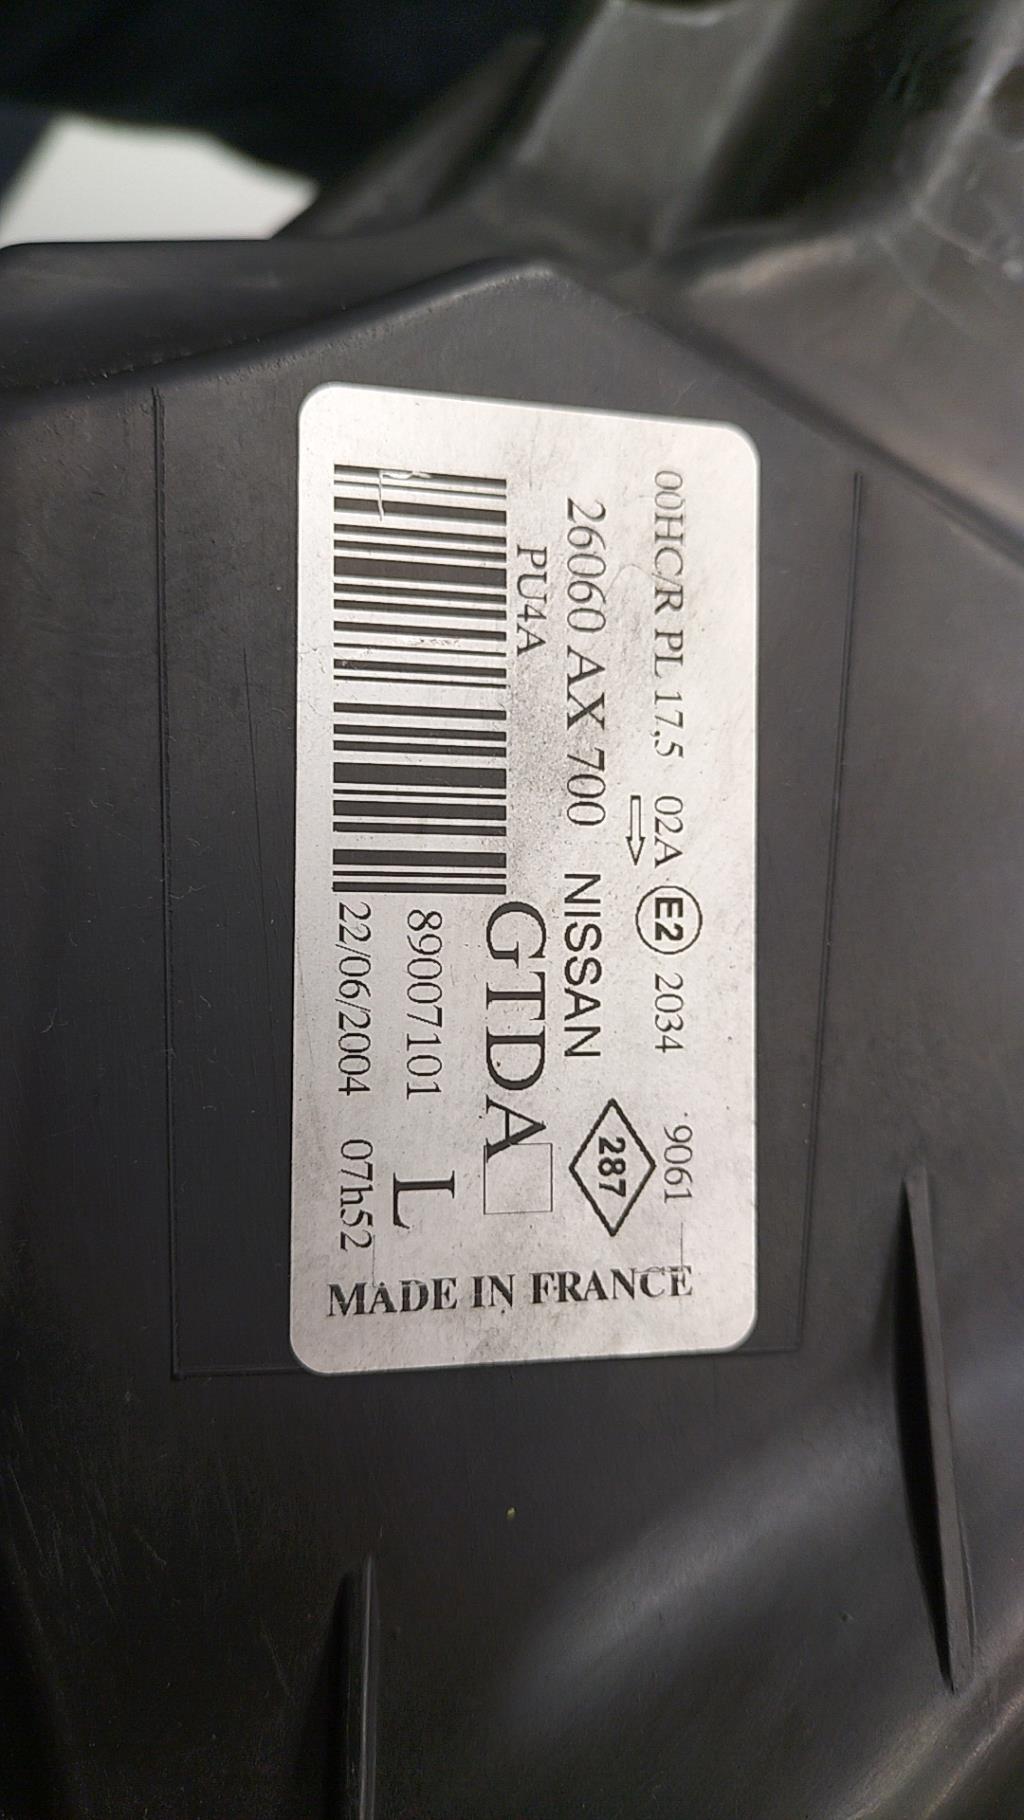 00HC/R PL 17,5 02A E2 2034 9061
26060 AX 700 NISSAN 287
PU4A
GTDA
89007101 L
22/06/2004 07h52
MADE IN FRANCE